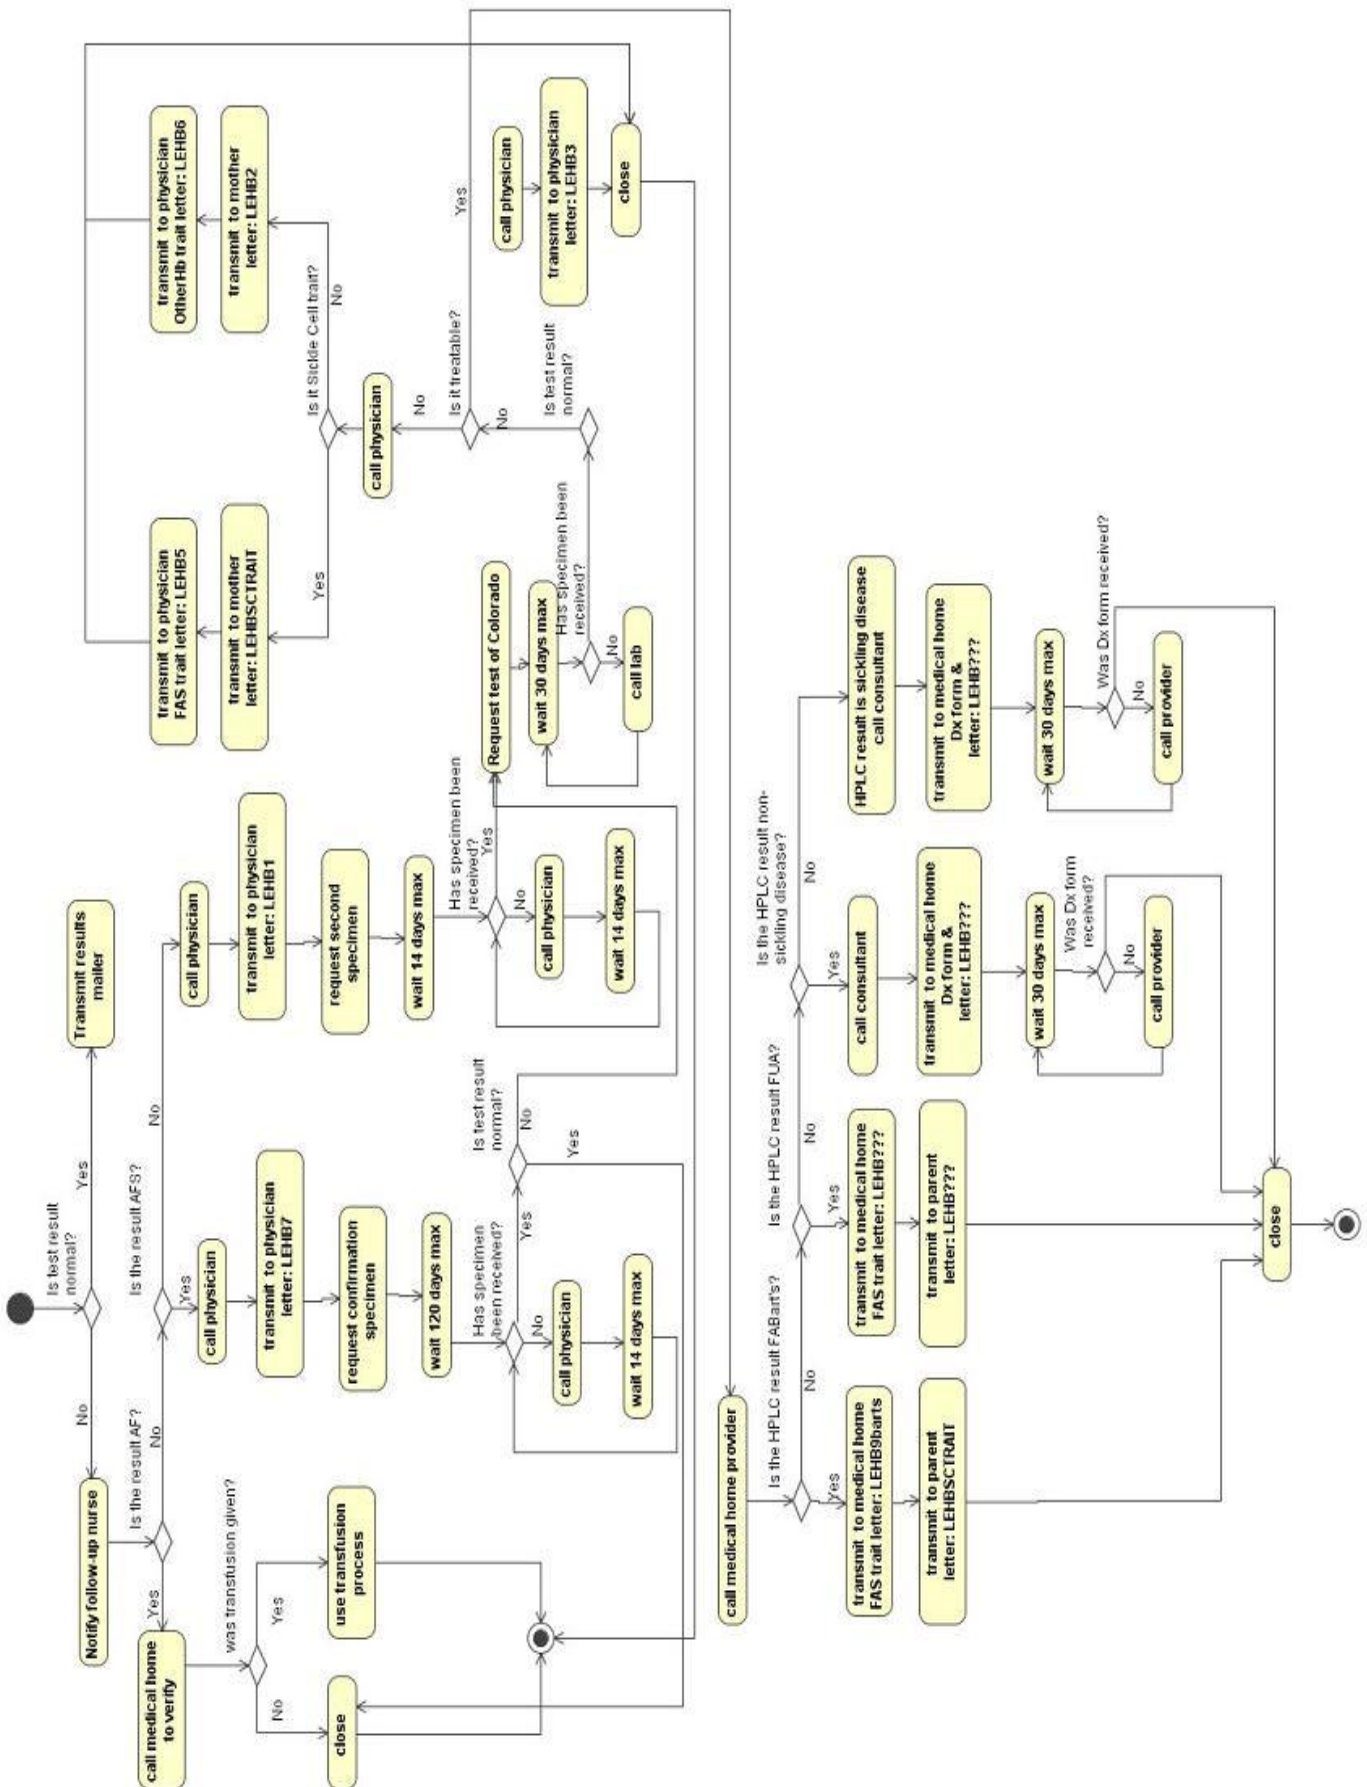 Is test result
normal?
No
Yes
Notify follow-up nurse
Transmit results
mailer
Is the result AF?
Yes
No
Is the result AFS?
Yes
No
call medical home
to verify
was transfusion given?
No
Yes
close
use transfusion
process
call physician
transmit to physician
letter: LEHB7
request confirmation
specimen
wait 120 days max
Has specimen
been received?
Yes
No
call physician
wait 14 days max
Is test result
normal?
No
Yes
call physician
transmit to physician
letter: LEHB1
request second
specimen
wait 14 days max
Has specimen been
received?
Yes
No
call physician
wait 14 days max
Request test of Colorado
wait 30 days max
Has specimen been
received?
No
call lab
Is test result
normal?
No
Is it treatable?
No
Yes
call physician
Is it Sickle Cell trait?
Yes
No
transmit to physician
FAS trait letter: LEHB5
transmit to mother
letter: LEHBSCTRAIT
transmit to physician
OtherHb trait letter: LEHB6
transmit to mother
letter: LEHB2
call physician
transmit to physician
letter: LEHB3
close
call medical home provider
Is the HPLC result FABart's?
Yes
No
transmit to medical home
FAS trait letter: LEHB9barts
transmit to parent
letter: LEHBSCTRAIT
Is the HPLC result FUA?
Yes
No
transmit to medical home
FAS trait letter: LEHB???
transmit to parent
letter: LEHB???
Is the HPLC result non-
sickling disease?
Yes
No
call consultant
transmit to medical home
Dx form &
letter: LEHB???
wait 30 days max
Was Dx form
received?
No
call provider
HPLC result is sickling disease
call consultant
transmit to medical home
Dx form &
letter: LEHB???
wait 30 days max
Was Dx form received?
No
call provider
close